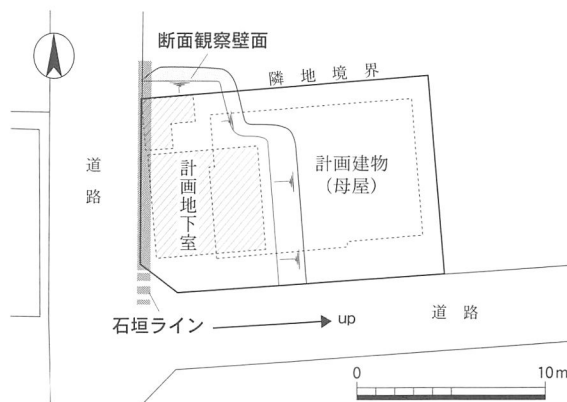 断面観察壁面
隣地境界
道路
計画地下室
計画建物
(母屋)
石垣ライン
up
道路
0
10m